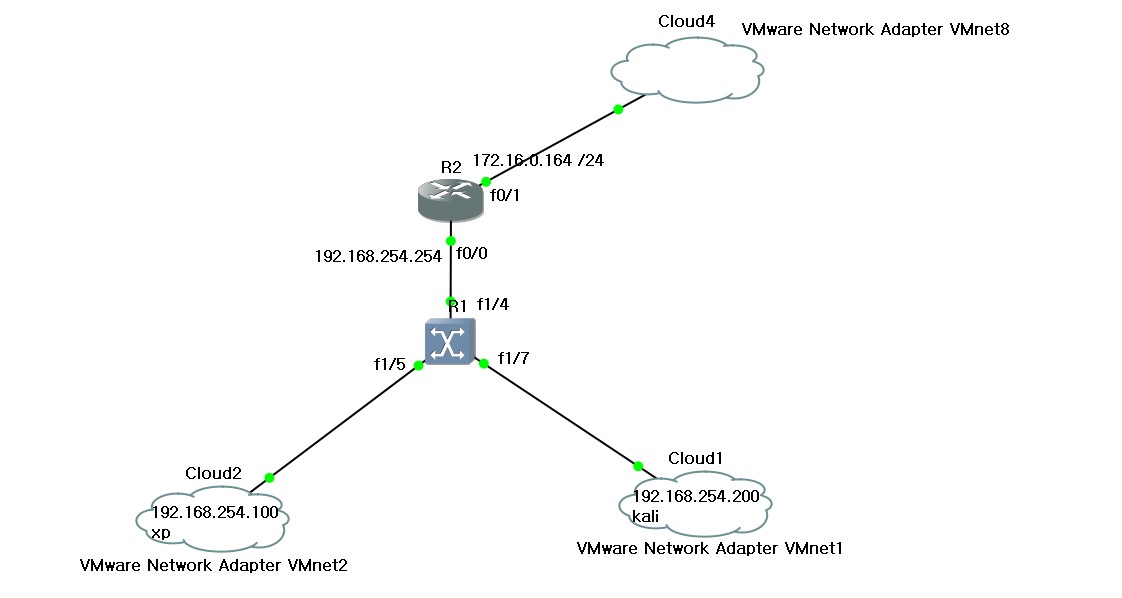 Cloud4
VMware Network Adapter VMnet8
R2
172.16.0.164 /24
f0/1
192.168.254.254
f0/0
R1
f1/4
f1/5
f1/7
Cloud2
192.168.254.100
xp
VMware Network Adapter VMnet2
Cloud1
192.168.254.200
kali
VMware Network Adapter VMnet1